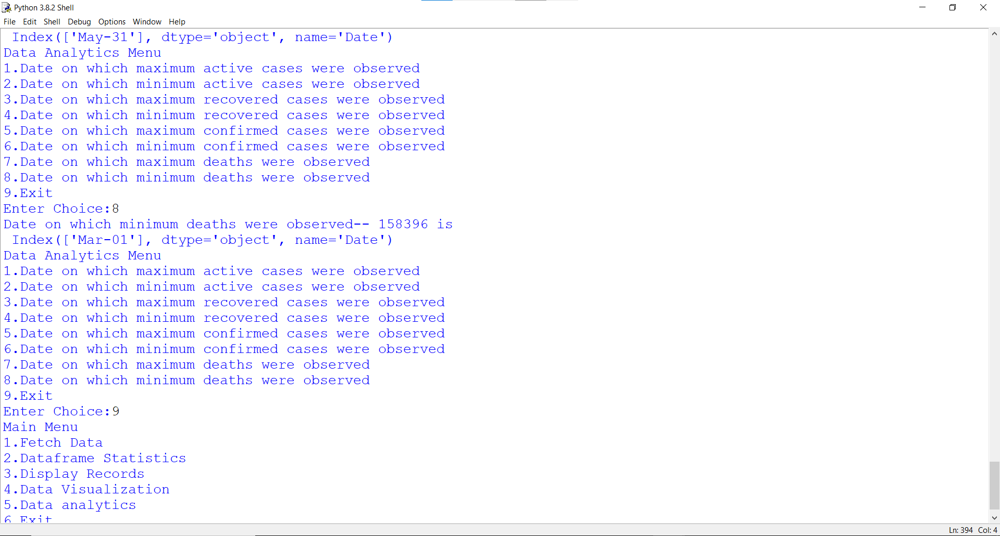 Python 3.8.2 Shell
File Edit Shell Debug Options Window Help
Index(['May-31'], dtype='object', name='Date')
Data Analytics Menu
1.Date on which maximum active cases were observed
2.Date on which minimum active cases were observed
3.Date on which maximum recovered cases were observed
4.Date on which minimum recovered cases were observed
5.Date on which maximum confirmed cases were observed
6.Date on which minimum confirmed cases were observed
7.Date on which maximum deaths were observed
8.Date on which minimum deaths were observed
9.Exit
Enter Choice:8
Date on which minimum deaths were observed-- 158396 is
Index(['Mar-01'], dtype='object', name='Date')
Data Analytics Menu
1.Date on which maximum active cases were observed
2.Date on which minimum active cases were observed
3.Date on which maximum recovered cases were observed
4.Date on which minimum recovered cases were observed
5.Date on which maximum confirmed cases were observed
6.Date on which minimum confirmed cases were observed
7.Date on which maximum deaths were observed
8.Date on which minimum deaths were observed
9.Exit
Enter Choice:9
Main Menu
1.Fetch Data
2.Dataframe Statistics
3.Display Records
4.Data Visualization
5.Data analytics
6.Exit
Ln: 394 Col: 4